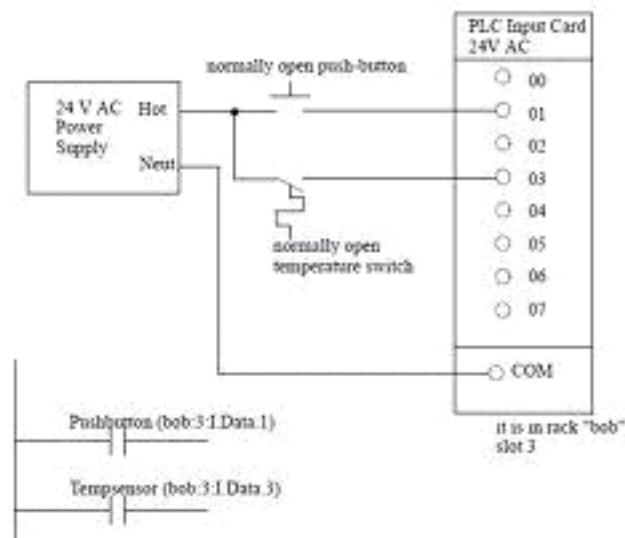 PLC Input Card
24V AC
normally open push-button
00
24 V AC Hot
Power
Supply
01
02
Neut
03
04
normally open
temperature switch
05
06
07
COM
Pushbutton (bob:3:I.Data.1)
it is in rack "bob"
slot 3
Tempsensor (bob:3:I.Data.3)